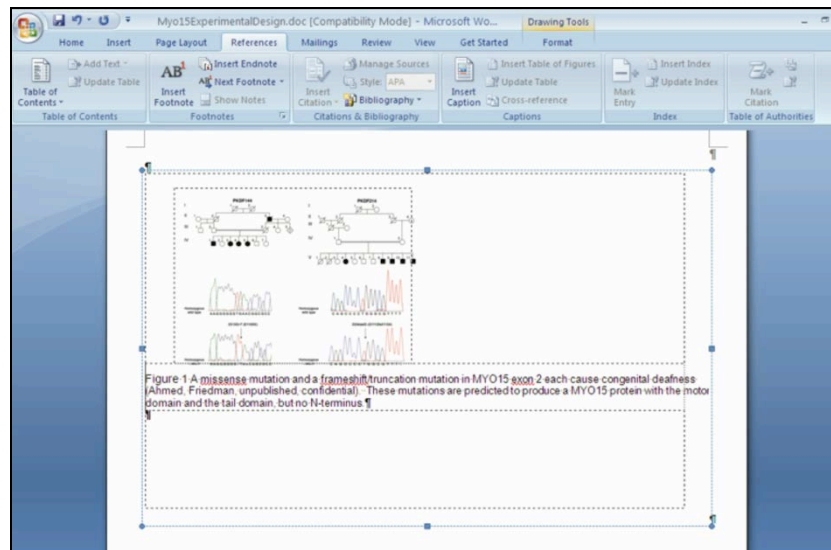 Myo15ExperimentalDesign.doc [Compatibility Mode] - Microsoft Wo...
Drawing Tools
Home Insert Page Layout References Mailings Review View Get Started Format
Table of Contents
Add Text
Update Table
Table of Contents
AB¹
Insert Footnote
Insert Endnote
Next Footnote
Show Notes
Footnotes
Insert Citation
Manage Sources
Style: APA
Bibliography
Citations & Bibliography
Insert Caption
Insert Table of Figures
Update Table
Cross-reference
Captions
Mark Entry
Insert Index
Update Index
Index
Mark Citation
Table of Authorities
Figure 1 A missense mutation and a frameshift/truncation mutation in MYO15 exon 2 each cause congenital deafness
(Ahmed, Friedman, unpublished, confidential). These mutations are predicted to produce a MYO15 protein with the motor
domain and the tail domain, but no N-terminus.¶